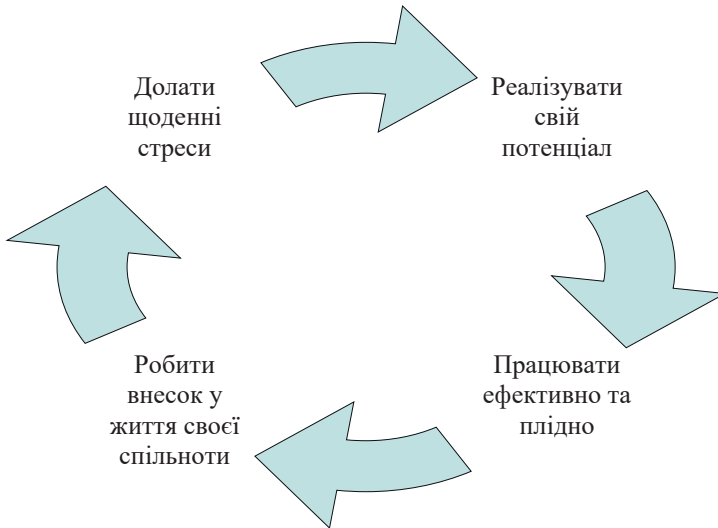 Долати
щоденні
стреси
Реалізувати
свій
потенціал
Працювати
ефективно та
плідно
Робити
внесок у
життя своєї
спільноти